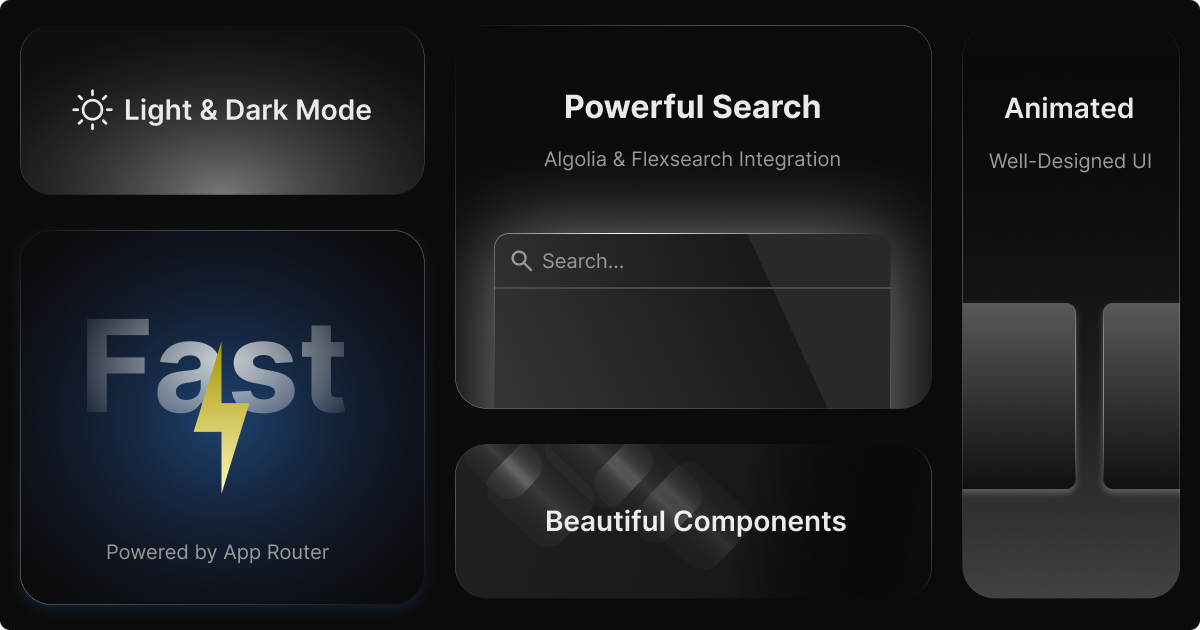 Light & Dark Mode
Fast
Powered by App Router
Powerful Search
Algolia & Flexsearch Integration
Search...
Beautiful Components
Animated
Well-Designed UI